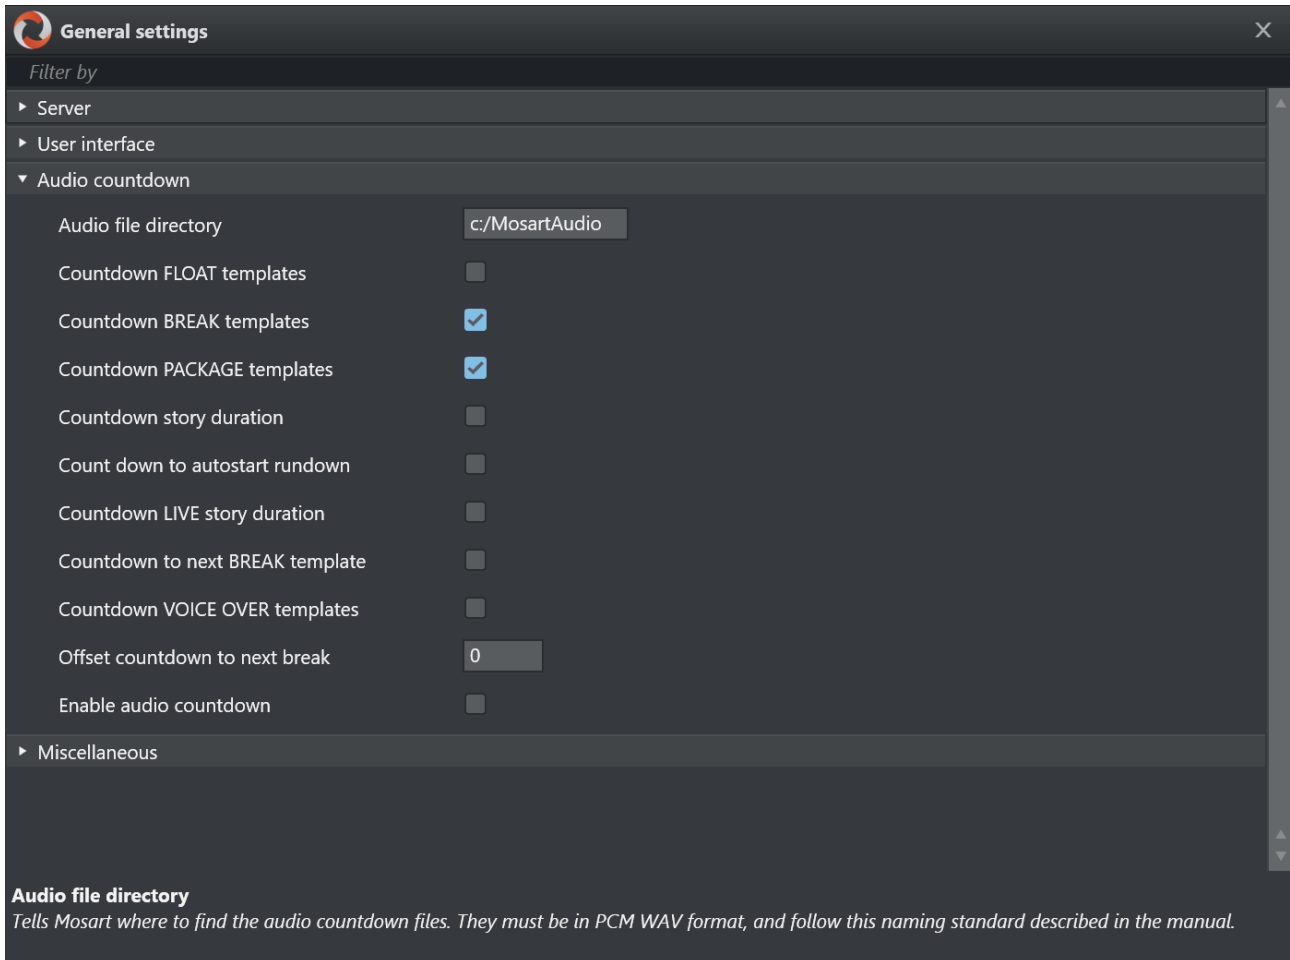 General settings
Filter by
Server
User interface
Audio countdown
Audio file directory c:/MosartAudio
Countdown FLOAT templates
Countdown BREAK templates
Countdown PACKAGE templates
Countdown story duration
Count down to autostart rundown
Countdown LIVE story duration
Countdown to next BREAK template
Countdown VOICE OVER templates
Offset countdown to next break 0
Enable audio countdown
Miscellaneous
Audio file directory
Tells Mosart where to find the audio countdown files. They must be in PCM WAV format, and follow this naming standard described in the manual.